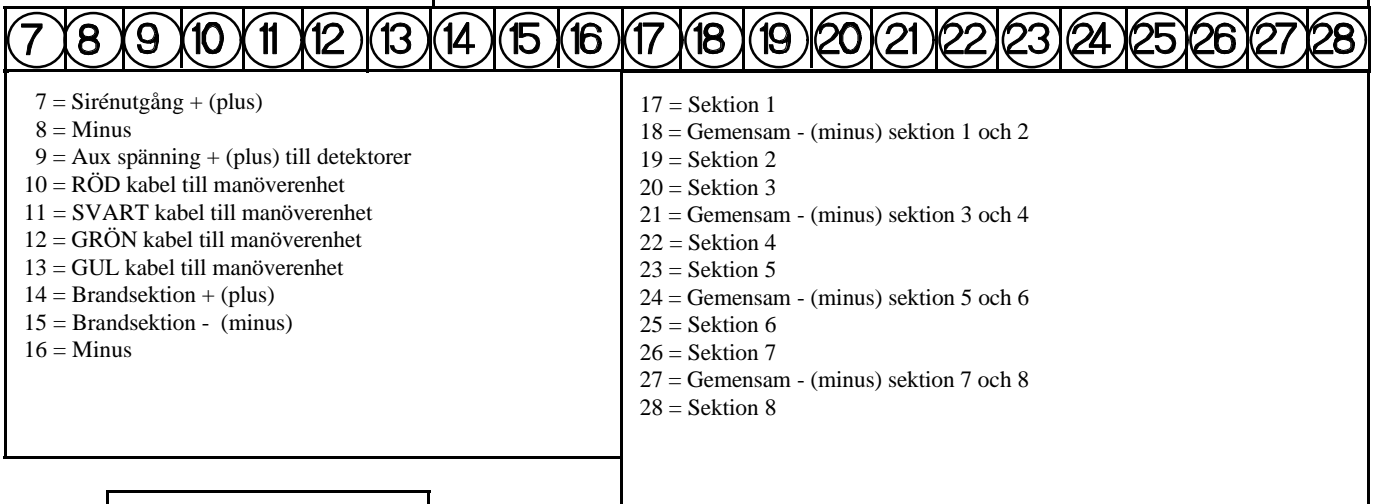 7 8 9 10 11 12 13 14 15 16 17 18 19 20 21 22 23 24 25 26 27 28
7 = Sirénutgång + (plus)
8 = Minus
9 = Aux spänning + (plus) till detektorer
10 = RÖD kabel till manöverenhet
11 = SVART kabel till manöverenhet
12 = GRÖN kabel till manöverenhet
13 = GUL kabel till manöverenhet
14 = Brandsektion + (plus)
15 = Brandsektion - (minus)
16 = Minus
17 = Sektion 1
18 = Gemensam - (minus) sektion 1 och 2
19 = Sektion 2
20 = Sektion 3
21 = Gemensam - (minus) sektion 3 och 4
22 = Sektion 4
23 = Sektion 5
24 = Gemensam - (minus) sektion 5 och 6
25 = Sektion 6
26 = Sektion 7
27 = Gemensam - (minus) sektion 7 och 8
28 = Sektion 8